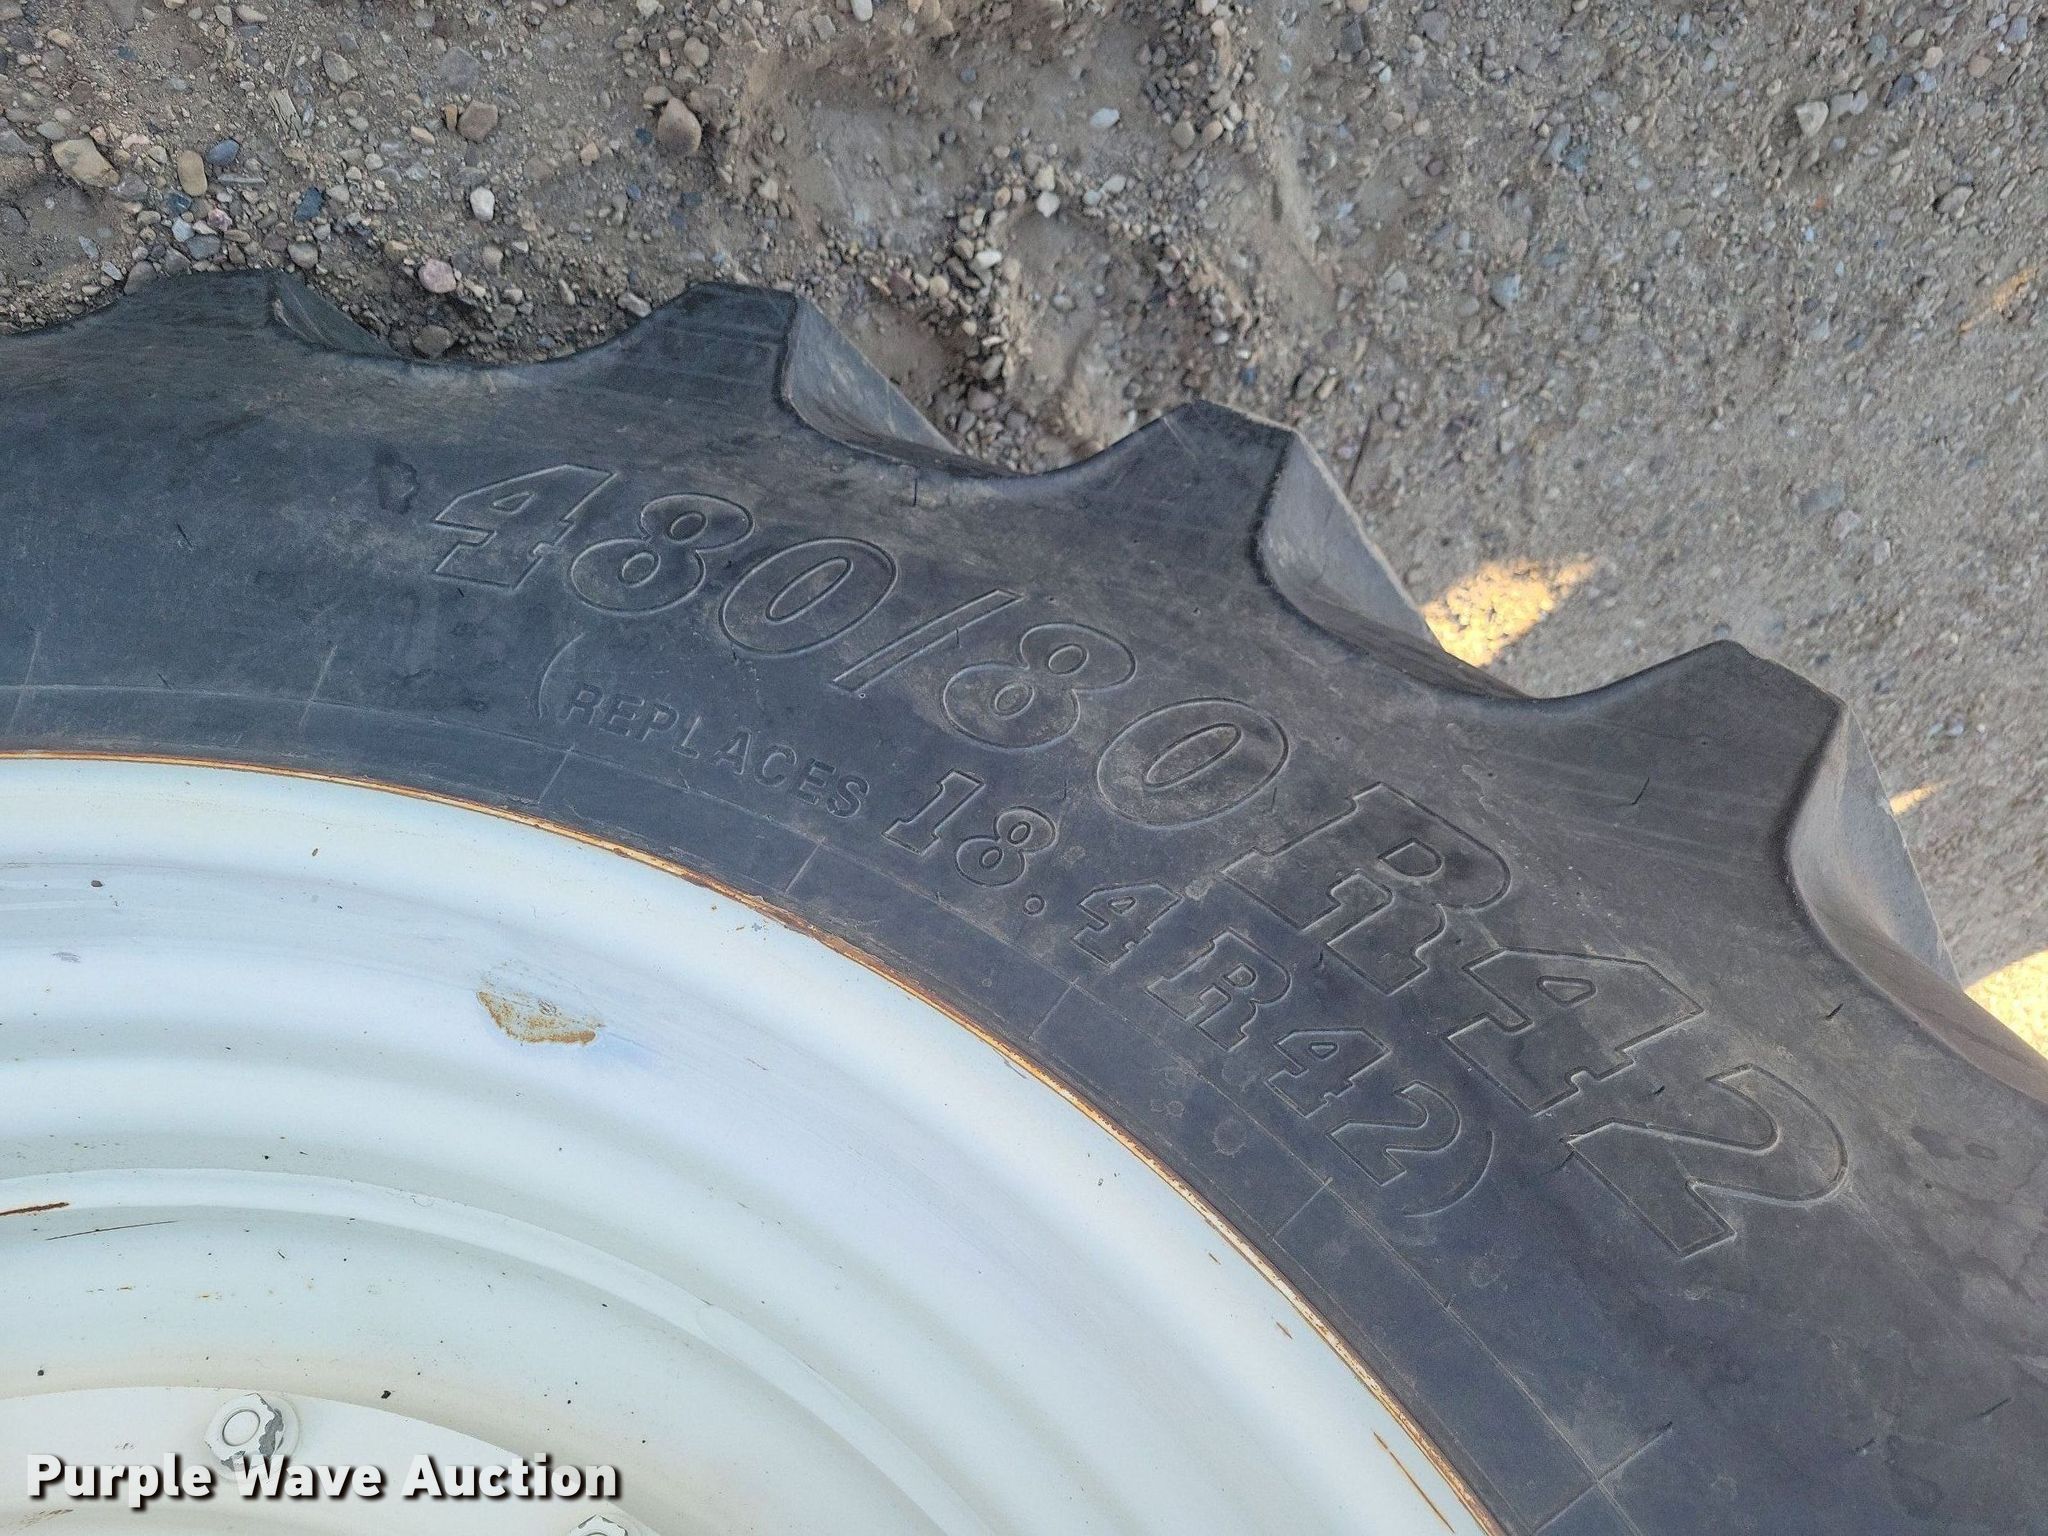 480/80R42
(REPLACES 18.4R42)
Purple Wave Auction